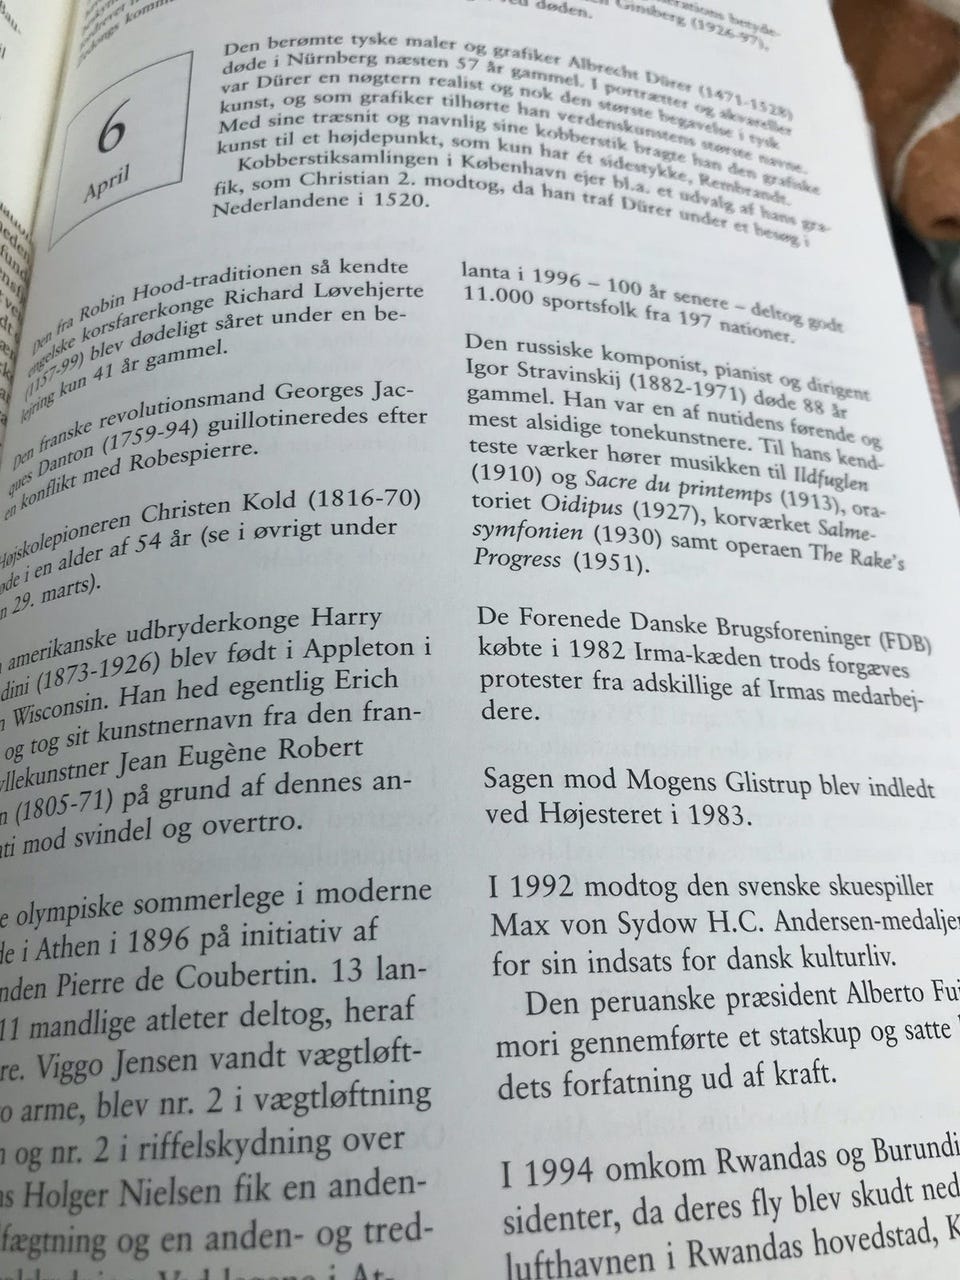 Ginsberg (1926-97),
ved døden.
6
April
Den berømte tyske maler og grafiker Albrecht Dürer (1471-1528)
døde i Nürnberg næsten 57 år gammel. I portrætter og akvareller
var Dürer en nøgtern realist og nok den største begavelse i tysk
kunst, og som grafiker tilhørte han verdenskunstens største navne.
Med sine træsnit og navnlig sine kobberstik bragte han den grafiske
kunst til et højdepunkt, som kun har ét sidestykke, Rembrandt.
Kobberstiksamlingen i København ejer bl.a. et udvalg af hans gra-
fik, som Christian 2. modtog, da han traf Dürer under et besøg i
Nederlandene i 1520.
Den fra Robin Hood-traditionen så kendte
engelske korsfarerkonge Richard Løvehjerte
(1157-99) blev dødeligt såret under en be-
lejring kun 41 år gammel.
Den franske revolutionsmand Georges Jac-
ques Danton (1759-94) guillotineredes efter
en konflikt med Robespierre.
Højskolepioneren Christen Kold (1816-70)
døde i en alder af 54 år (se i øvrigt under
29. marts).
amerikanske udbryderkonge Harry
dini (1873-1926) blev født i Appleton i
Wisconsin. Han hed egentlig Erich
og tog sit kunstnernavn fra den fran-
yllekunstner Jean Eugène Robert
(1805-71) på grund af dennes an-
ti mod svindel og overtro.
olympiske sommerlege i moderne
i Athen i 1896 på initiativ af
nden Pierre de Coubertin. 13 lan-
11 mandlige atleter deltog, heraf
re. Viggo Jensen vandt vægtløft-
o arme, blev nr. 2 i vægtløftning
og nr. 2 i riffelskydning over
s Holger Nielsen fik en anden-
fægtning og en anden- og tred-
lanta i 1996 – 100 år senere – deltog godt
11.000 sportsfolk fra 197 nationer.
Den russiske komponist, pianist og dirigent
Igor Stravinskij (1882-1971) døde 88 år
gammel. Han var en af nutidens førende og
mest alsidige tonekunstnere. Til hans kend-
teste værker hører musikken til Ildfuglen
(1910) og Sacre du printemps (1913), ora-
toriet Oidipus (1927), korværket Salme-
symfonien (1930) samt operaen The Rake's
Progress (1951).
De Forenede Danske Brugsforeninger (FDB)
købte i 1982 Irma-kæden trods forgæves
protester fra adskillige af Irmas medarbej-
dere.
Sagen mod Mogens Glistrup blev indledt
ved Højesteret i 1983.
I 1992 modtog den svenske skuespiller
Max von Sydow H.C. Andersen-medaljen
for sin indsats for dansk kulturliv.
Den peruanske præsident Alberto Fuji-
mori gennemførte et statskup og satte
dets forfatning ud af kraft.
I 1994 omkom Rwandas og Burundi
sidenter, da deres fly blev skudt ned
lufthavnen i Rwandas hovedstad, K